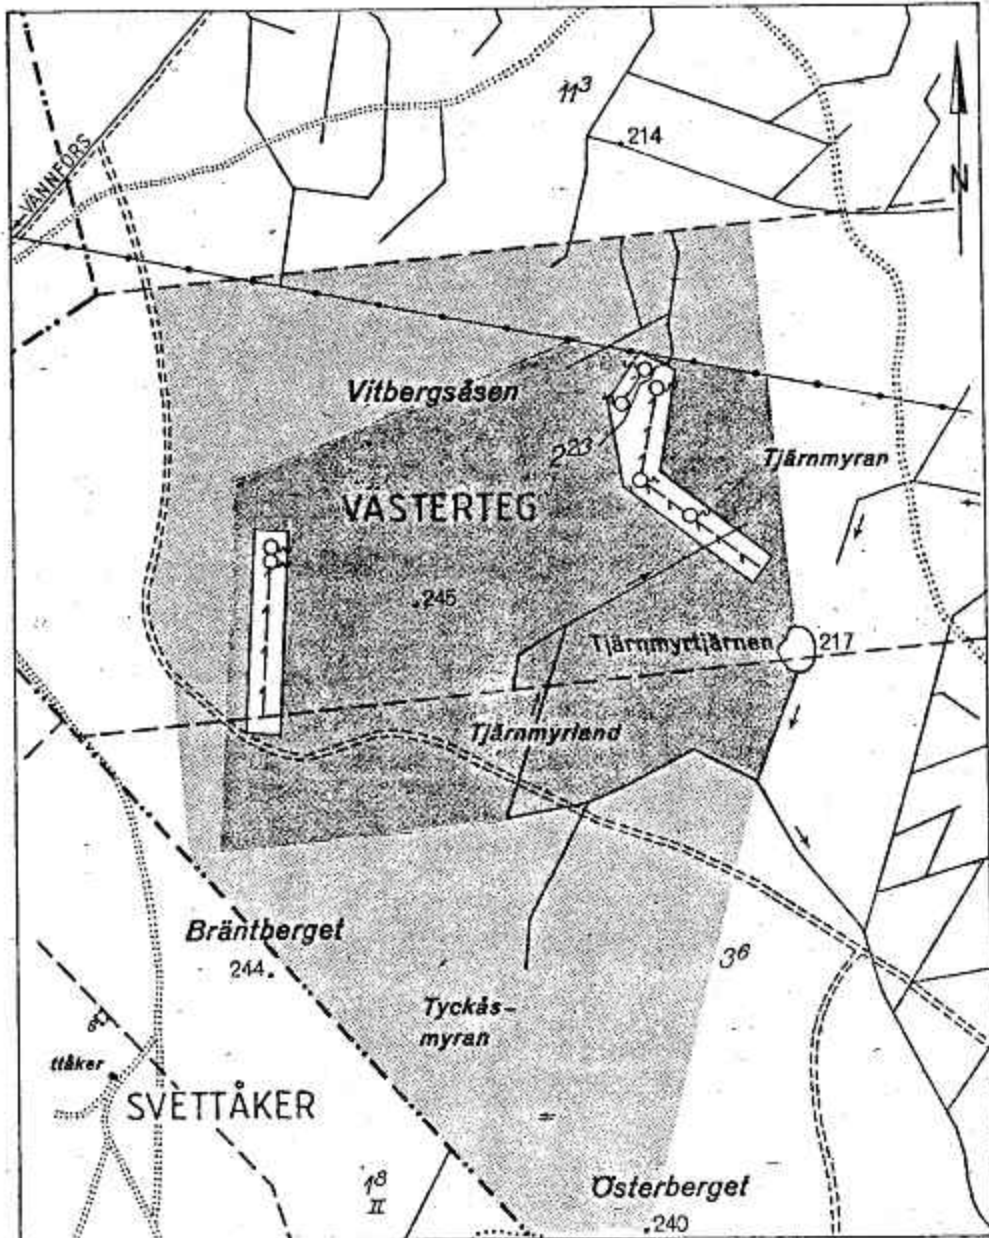 11³
214
VÄNNFORS
N
Vitbergsåsen
2²³
Tjärnmyran
VÄSTERTEG
245
Tjärnmyrtjärnen 217
Tjärnmyrland
Bräntberget
244
3⁶
Tyckås-
myran
ttåker
SVETTÅKER
1⁸
II
Österberget
240